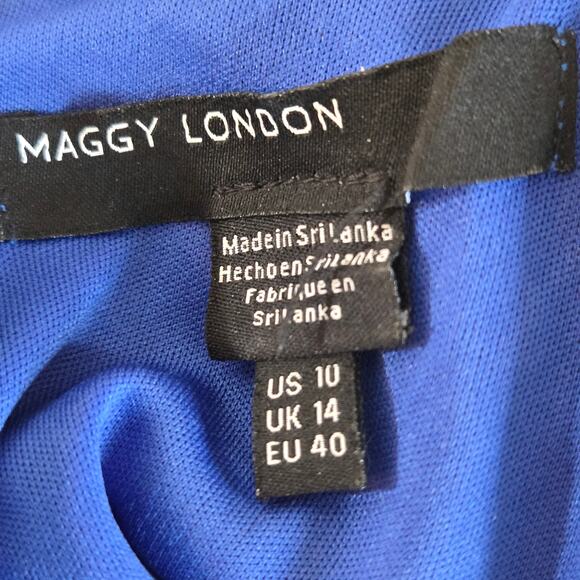 MAGGY LONDON
Made in Sri Lanka
Hecho en Sri Lanka
Fabrique en
Sri Lanka
US 10
UK 14
EU 40